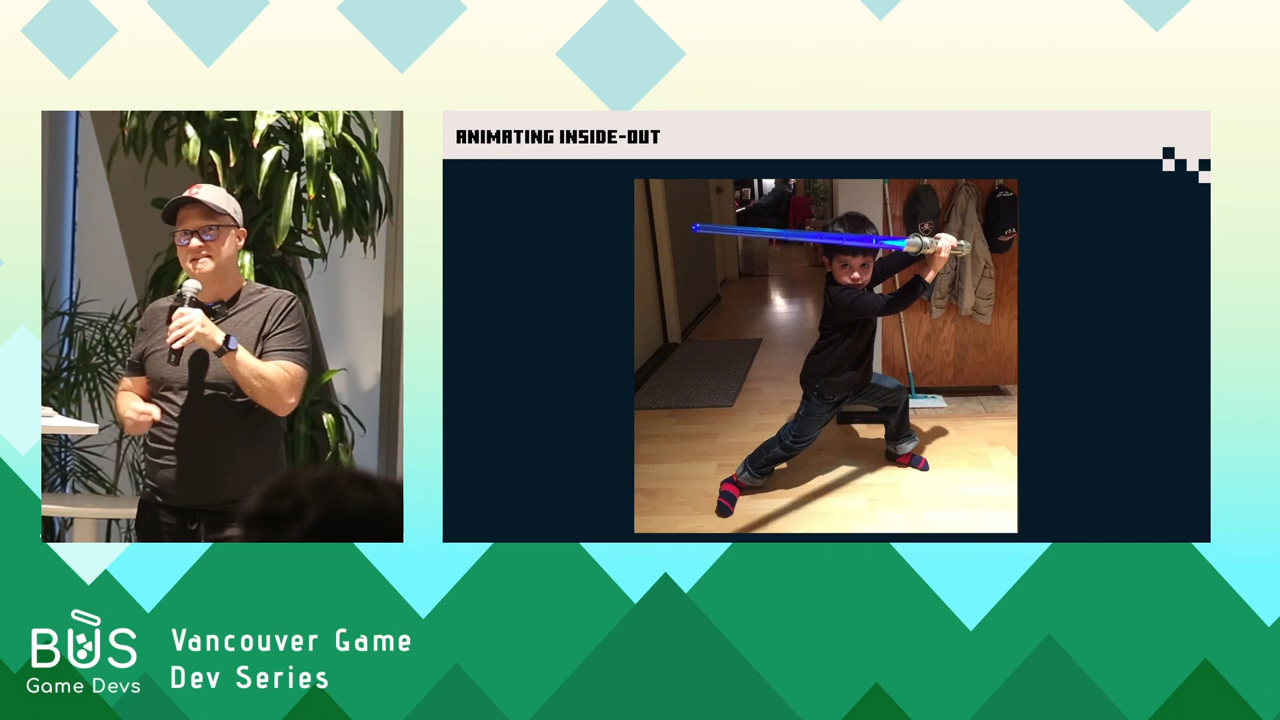 ANIMATING INSIDE-OUT
BUS
Game Devs
Vancouver Game
Dev Series